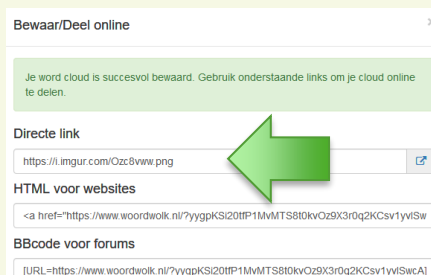 Bewaar/Deel online
Je word cloud is succesvol bewaard. Gebruik onderstaande links om je cloud online
te delen.
Directe link
https://i.imgur.com/Ozc8vww.png
HTML voor websites
<a href="https://www.woordwolk.nl/?yygpKSi20tfP1MvMTS8t0kvOz9X3r0q2KCsv1yvlSw
BBcode voor forums
[URL=https://www.woordwolk.nl/?yygpKSi20tfP1MvMTS8t0kvOz9X3r0q2KCsv1yvlSwcA]